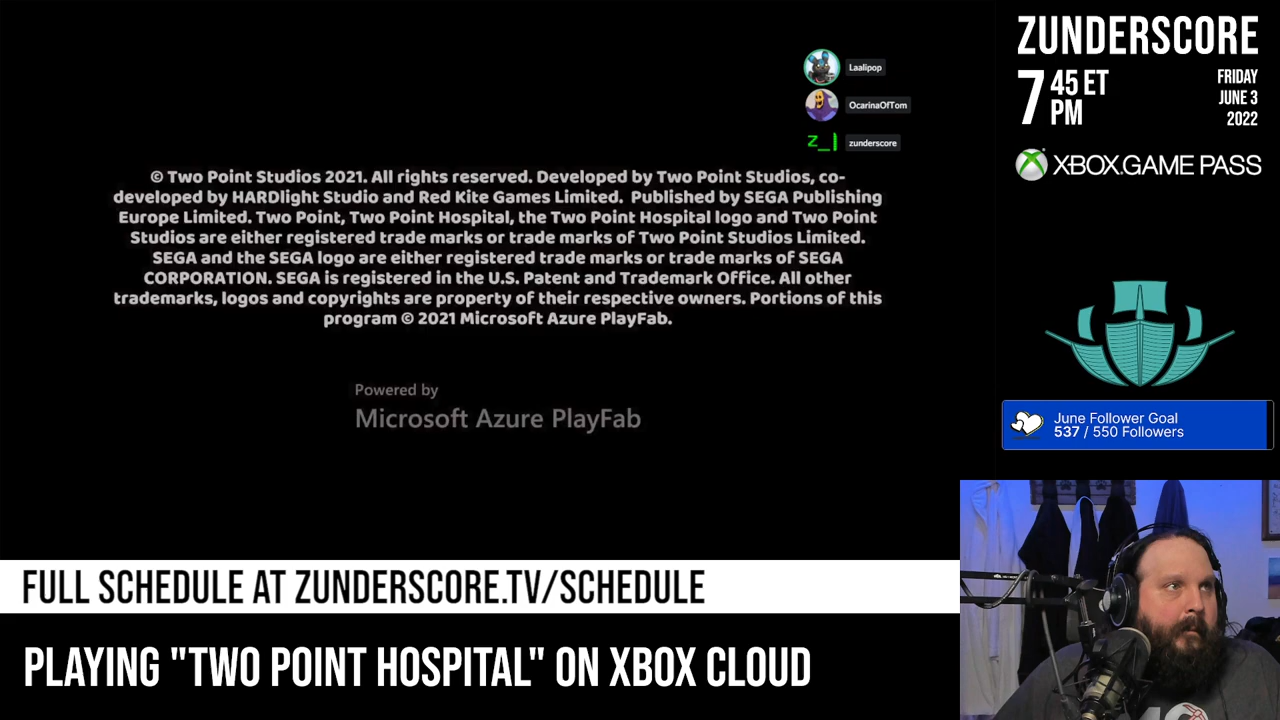 Laalipop
OcarinaOfTom
z_|
zunderscore
© Two Point Studios 2021. All rights reserved. Developed by Two Point Studios, co-
developed by HARDlight Studio and Red Kite Games Limited. Published by SEGA Publishing
Europe Limited. Two Point, Two Point Hospital, the Two Point Hospital logo and Two Point
Studios are either registered trade marks or trade marks of Two Point Studios Limited.
SEGA and the SEGA logo are either registered trade marks or trade marks of SEGA
CORPORATION. SEGA is registered in the U.S. Patent and Trademark Office. All other
trademarks, logos and copyrights are property of their respective owners. Portions of this
program © 2021 Microsoft Azure PlayFab.
Powered by
Microsoft Azure PlayFab
ZUNDERSCORE
7 45 ET
PM
FRIDAY
JUNE 3
2022
XBOX GAME PASS
June Follower Goal
537 / 550 Followers
FULL SCHEDULE AT ZUNDERSCORE.TV/SCHEDULE
PLAYING "TWO POINT HOSPITAL" ON XBOX CLOUD